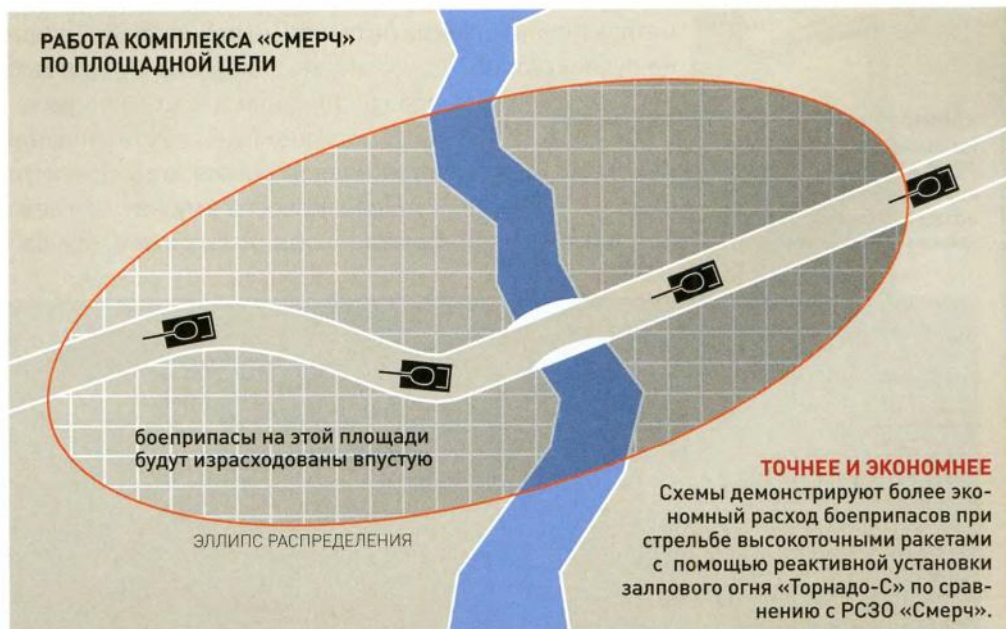 РАБОТА КОМПЛЕКСА «СМЕРЧ»
ПО ПЛОЩАДНОЙ ЦЕЛИ
боеприпасы на этой площади
будут израсходованы впустую
ЭЛЛИПС РАСПРЕДЕЛЕНИЯ
ТОЧНЕЕ И ЭКОНОМНЕЕ
Схемы демонстрируют более эко-
номный расход боеприпасов при
стрельбе высокоточными ракетами
с помощью реактивной установки
залпового огня «Торнадо-С» по срав-
нению с РСЗО «Смерч».